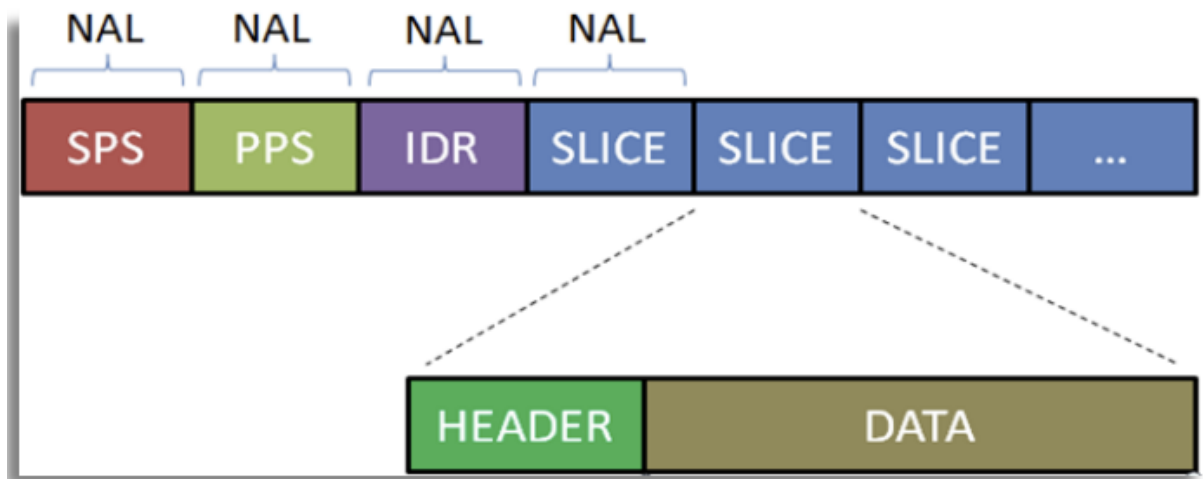 NAL NAL NAL NAL
SPS PPS IDR SLICE SLICE SLICE ...
HEADER DATA